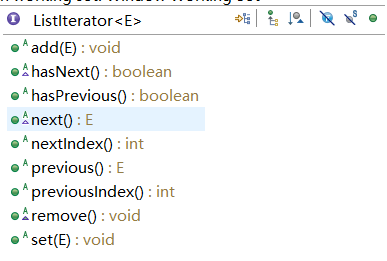 ListIterator<E>
add(E) : void
hasNext() : boolean
hasPrevious() : boolean
next() : E
nextIndex() : int
previous() : E
previousIndex() : int
remove() : void
set(E) : void